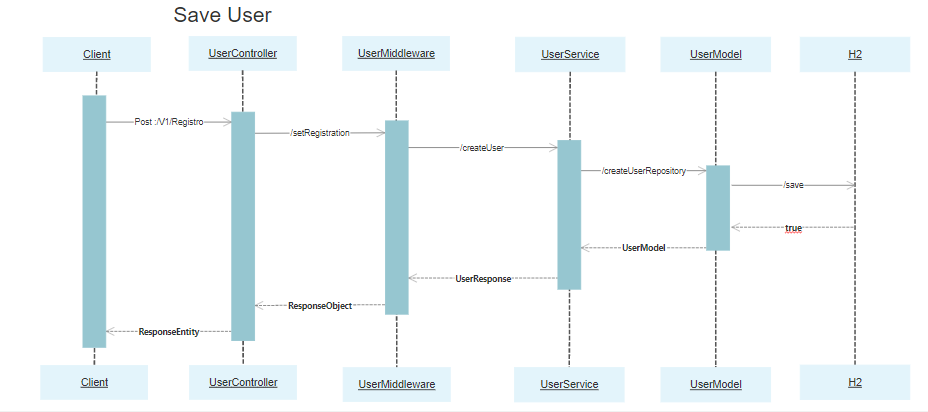 Save User
Client
UserController
UserMiddleware
UserService
UserModel
H2
Post :/V1/Registro
/setRegistration
/createUser
/createUserRepository
/save
true
UserModel
UserResponse
ResponseObject
ResponseEntity
Client
UserController
UserMiddleware
UserService
UserModel
H2